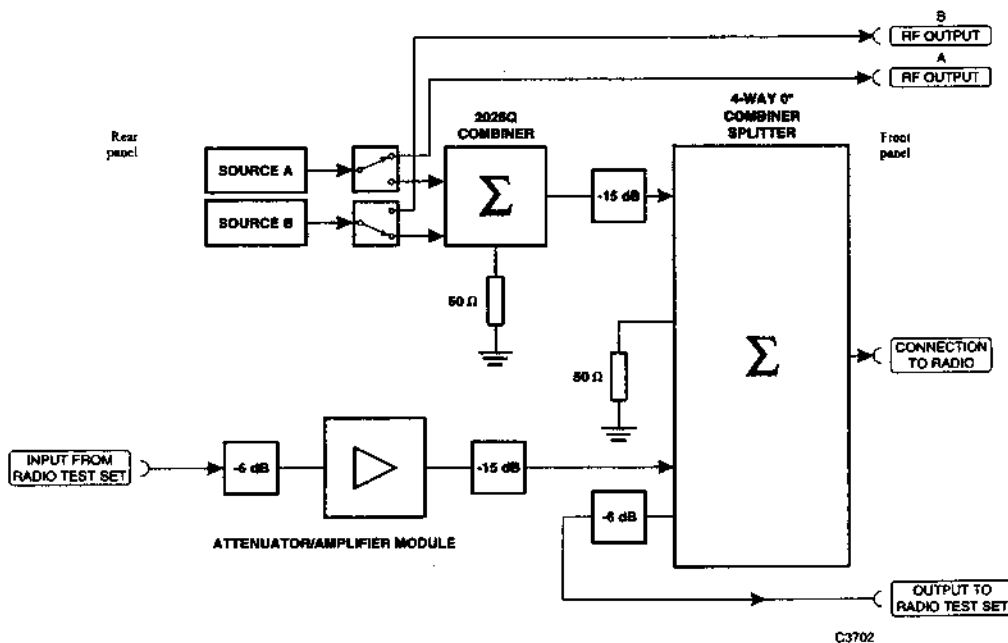 B
RF OUTPUT
A
RF OUTPUT
4-WAY 0°
COMBINER
SPLITTER
2026Q
COMBINER
Rear
panel
Front
panel
SOURCE A
SOURCE B
Σ
-15 dB
50 Ω
Σ
50 Ω
CONNECTION
TO RADIO
INPUT FROM
RADIO TEST SET
-6 dB
-15 dB
-6 dB
ATTENUATOR/AMPLIFIER MODULE
OUTPUT TO
RADIO TEST SET
C3702